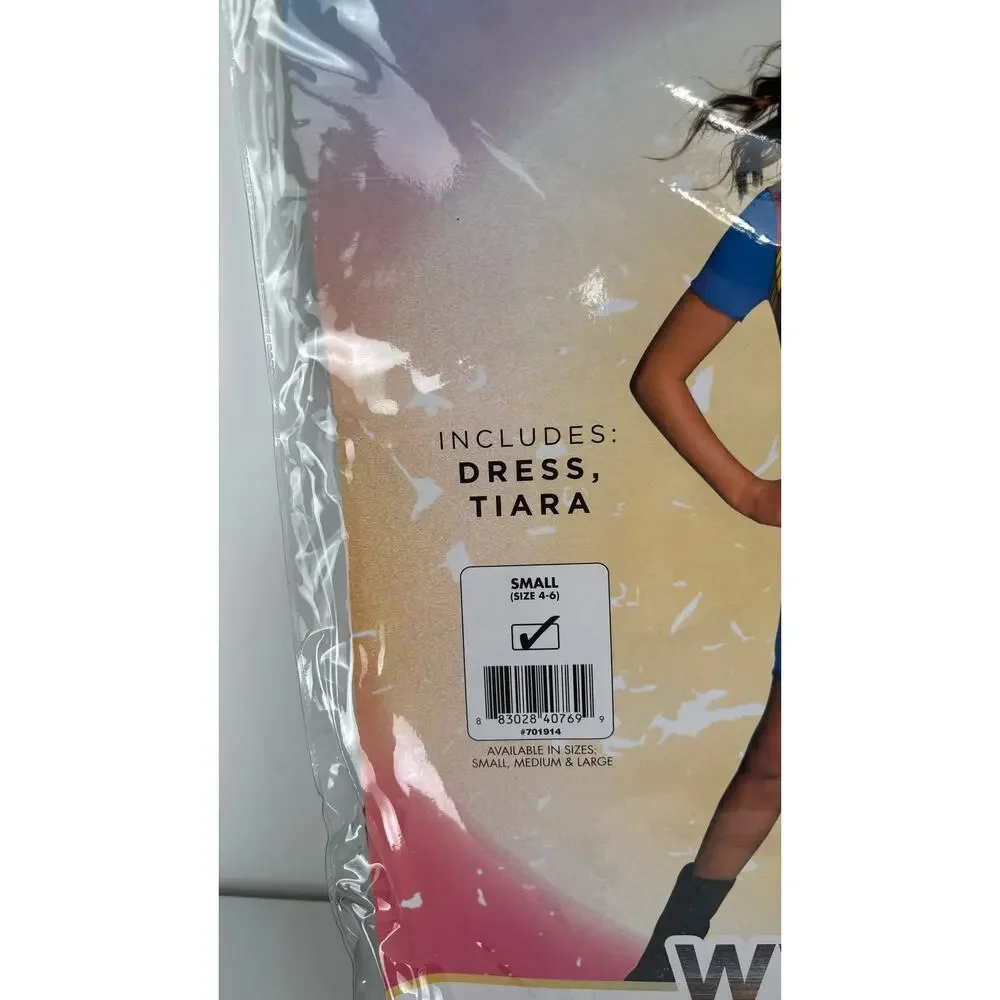 INCLUDES:
DRESS,
TIARA
SMALL
(SIZE 4-6)
8 83028 40769 9
#701914
AVAILABLE IN SIZES:
SMALL, MEDIUM & LARGE
W